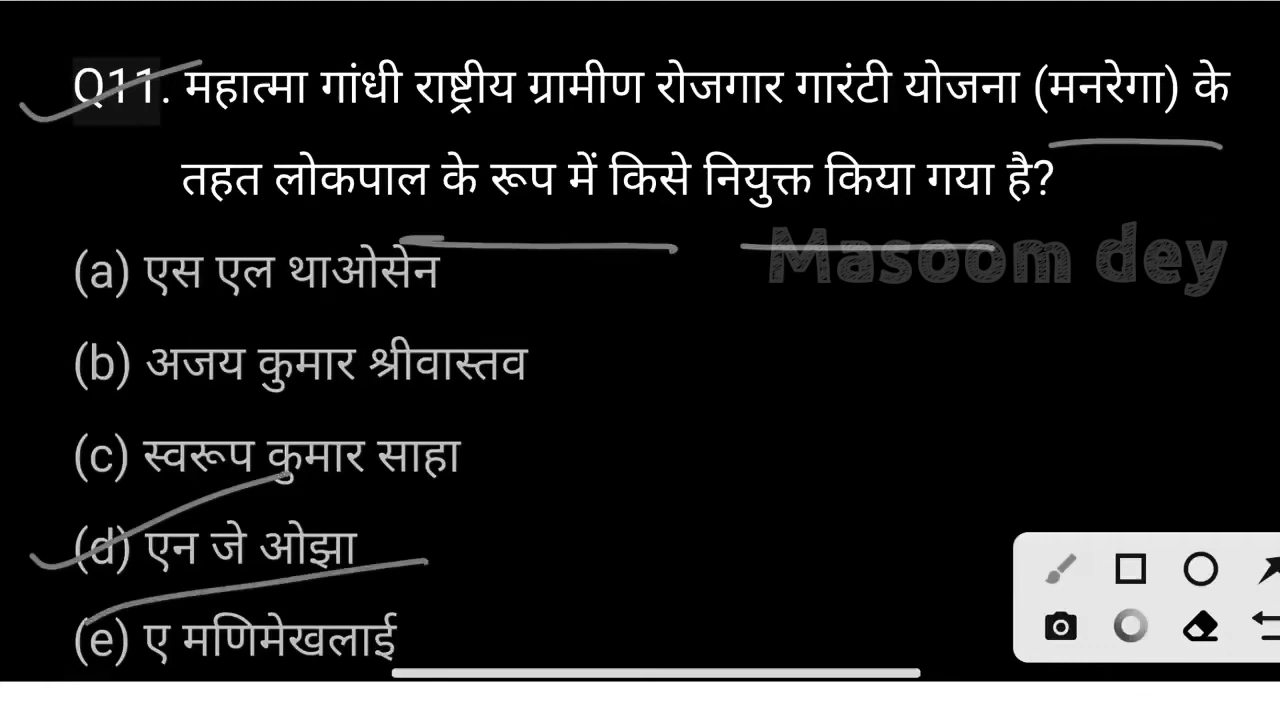 Q11. महात्मा गांधी राष्ट्रीय ग्रामीण रोजगार गारंटी योजना (मनरेगा) के
तहत लोकपाल के रूप में किसे नियुक्त किया गया है?
Masoom dey
(a) एस एल थाओसेन
(b) अजय कुमार श्रीवास्तव
(c) स्वरूप कुमार साहा
(d) एन जे ओझा
(e) ए मणिमेखलाई